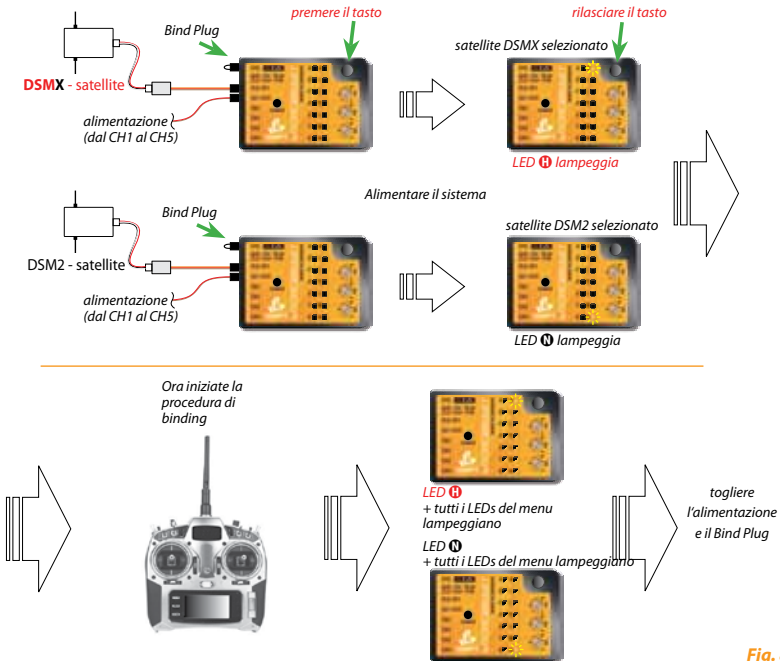 premere il tasto
rilasciare il tasto
Bind Plug
satellite DSMX selezionato
DSMX - satellite
alimentazione
(dal CH1 al CH5)
LED H lampeggia
Alimentare il sistema
Bind Plug
satellite DSM2 selezionato
DSM2 - satellite
alimentazione
(dal CH1 al CH5)
LED N lampeggia
Ora iniziate la
procedura di
binding
LED H
+ tutti i LEDs del menu
lampeggiano
LED N
+ tutti i LEDs del menu lampeggiano
togliere
l'alimentazione
e il Bind Plug
Fig.